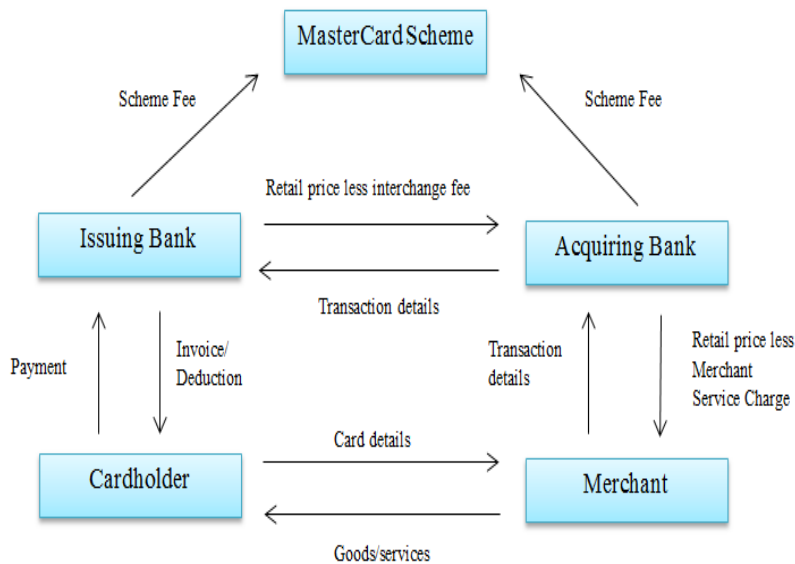 MasterCard Scheme
Scheme Fee
Scheme Fee
Retail price less interchange fee
Issuing Bank
Acquiring Bank
Transaction details
Payment
Invoice/
Deduction
Transaction
details
Retail price less
Merchant
Service Charge
Card details
Cardholder
Merchant
Goods/services